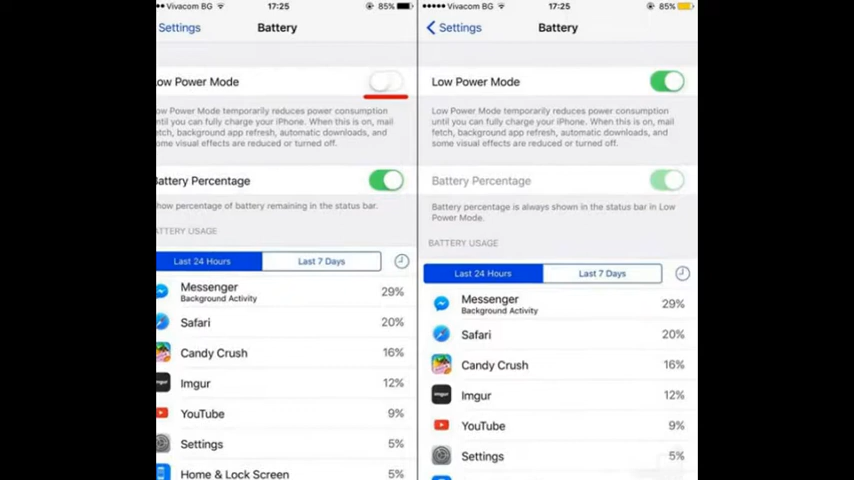 Vivacom BG 17:25 85%
Settings Battery
ow Power Mode
ow Power Mode temporarily reduces power consumption
until you can fully charge your iPhone. When this is on, mail
etch, background app refresh, automatic downloads, and
some visual effects are reduced or turned off.
Battery Percentage
how percentage of battery remaining in the status bar.
ATTERY USAGE
Last 24 Hours Last 7 Days
Messenger 29%
Background Activity
Safari 20%
Candy Crush 16%
imgur
Imgur 12%
YouTube 9%
Settings 5%
Home & Lock Screen 5%
Vivacom BG 17:25 85%
Settings Battery
Low Power Mode
Low Power Mode temporarily reduces power consumption
until you can fully charge your iPhone. When this is on, mail
fetch, background app refresh, automatic downloads, and
some visual effects are reduced or turned off.
Battery Percentage
Battery percentage is always shown in the status bar in Low
Power Mode.
BATTERY USAGE
Last 24 Hours Last 7 Days
Messenger 29%
Background Activity
Safari 20%
Candy Crush 16%
imgur
Imgur 12%
YouTube 9%
Settings 5%